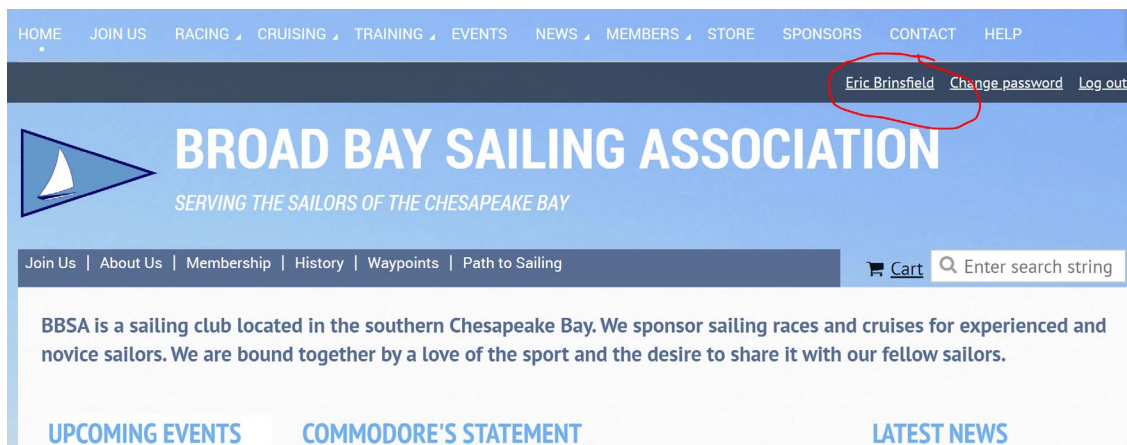 HOME JOIN US RACING CRUISING TRAINING EVENTS NEWS MEMBERS STORE SPONSORS CONTACT HELP
Eric Brinsfield Change password Log out
BROAD BAY SAILING ASSOCIATION
SERVING THE SAILORS OF THE CHESAPEAKE BAY
Join Us | About Us | Membership | History | Waypoints | Path to Sailing
Cart Enter search string
BBSA is a sailing club located in the southern Chesapeake Bay. We sponsor sailing races and cruises for experienced and
novice sailors. We are bound together by a love of the sport and the desire to share it with our fellow sailors.
UPCOMING EVENTS COMMODORE'S STATEMENT LATEST NEWS